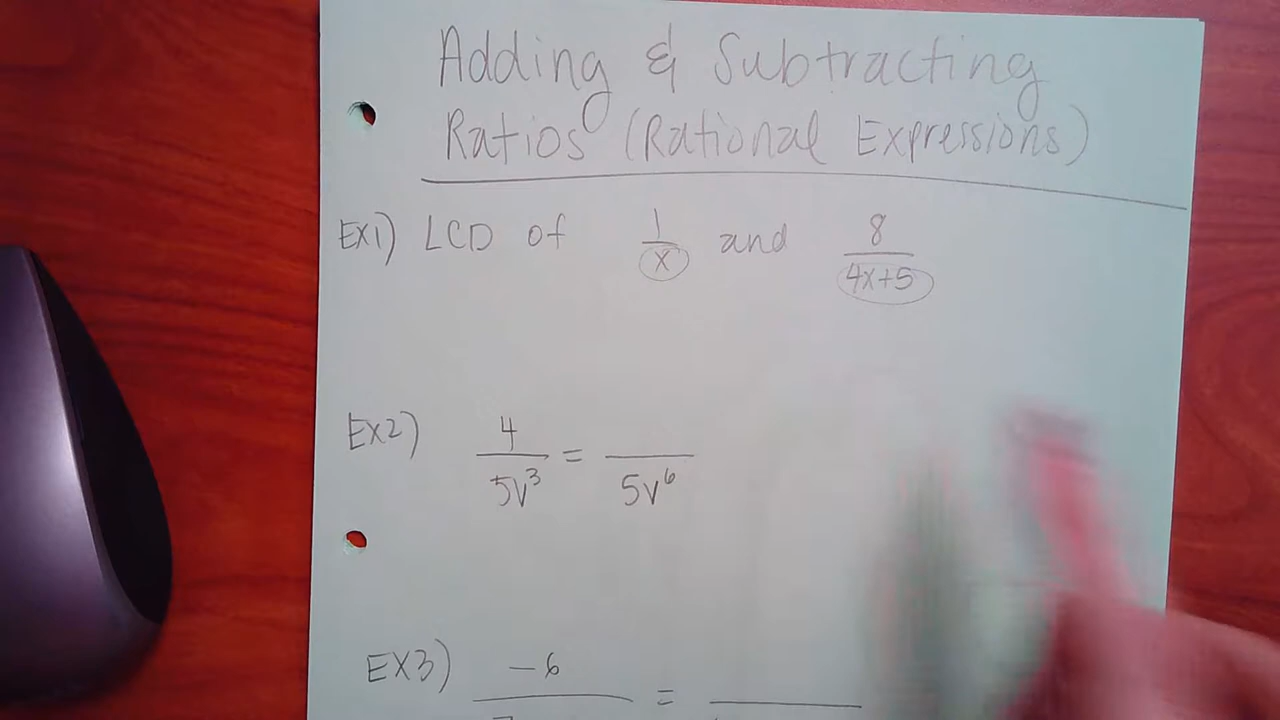 Adding & Subtracting
Ratios (Rational Expressions)
EX1) LCD of 1/x and 8/(4x+5)
EX2) 4/(5v³) = /(5v⁶)
EX3) -6/ = /